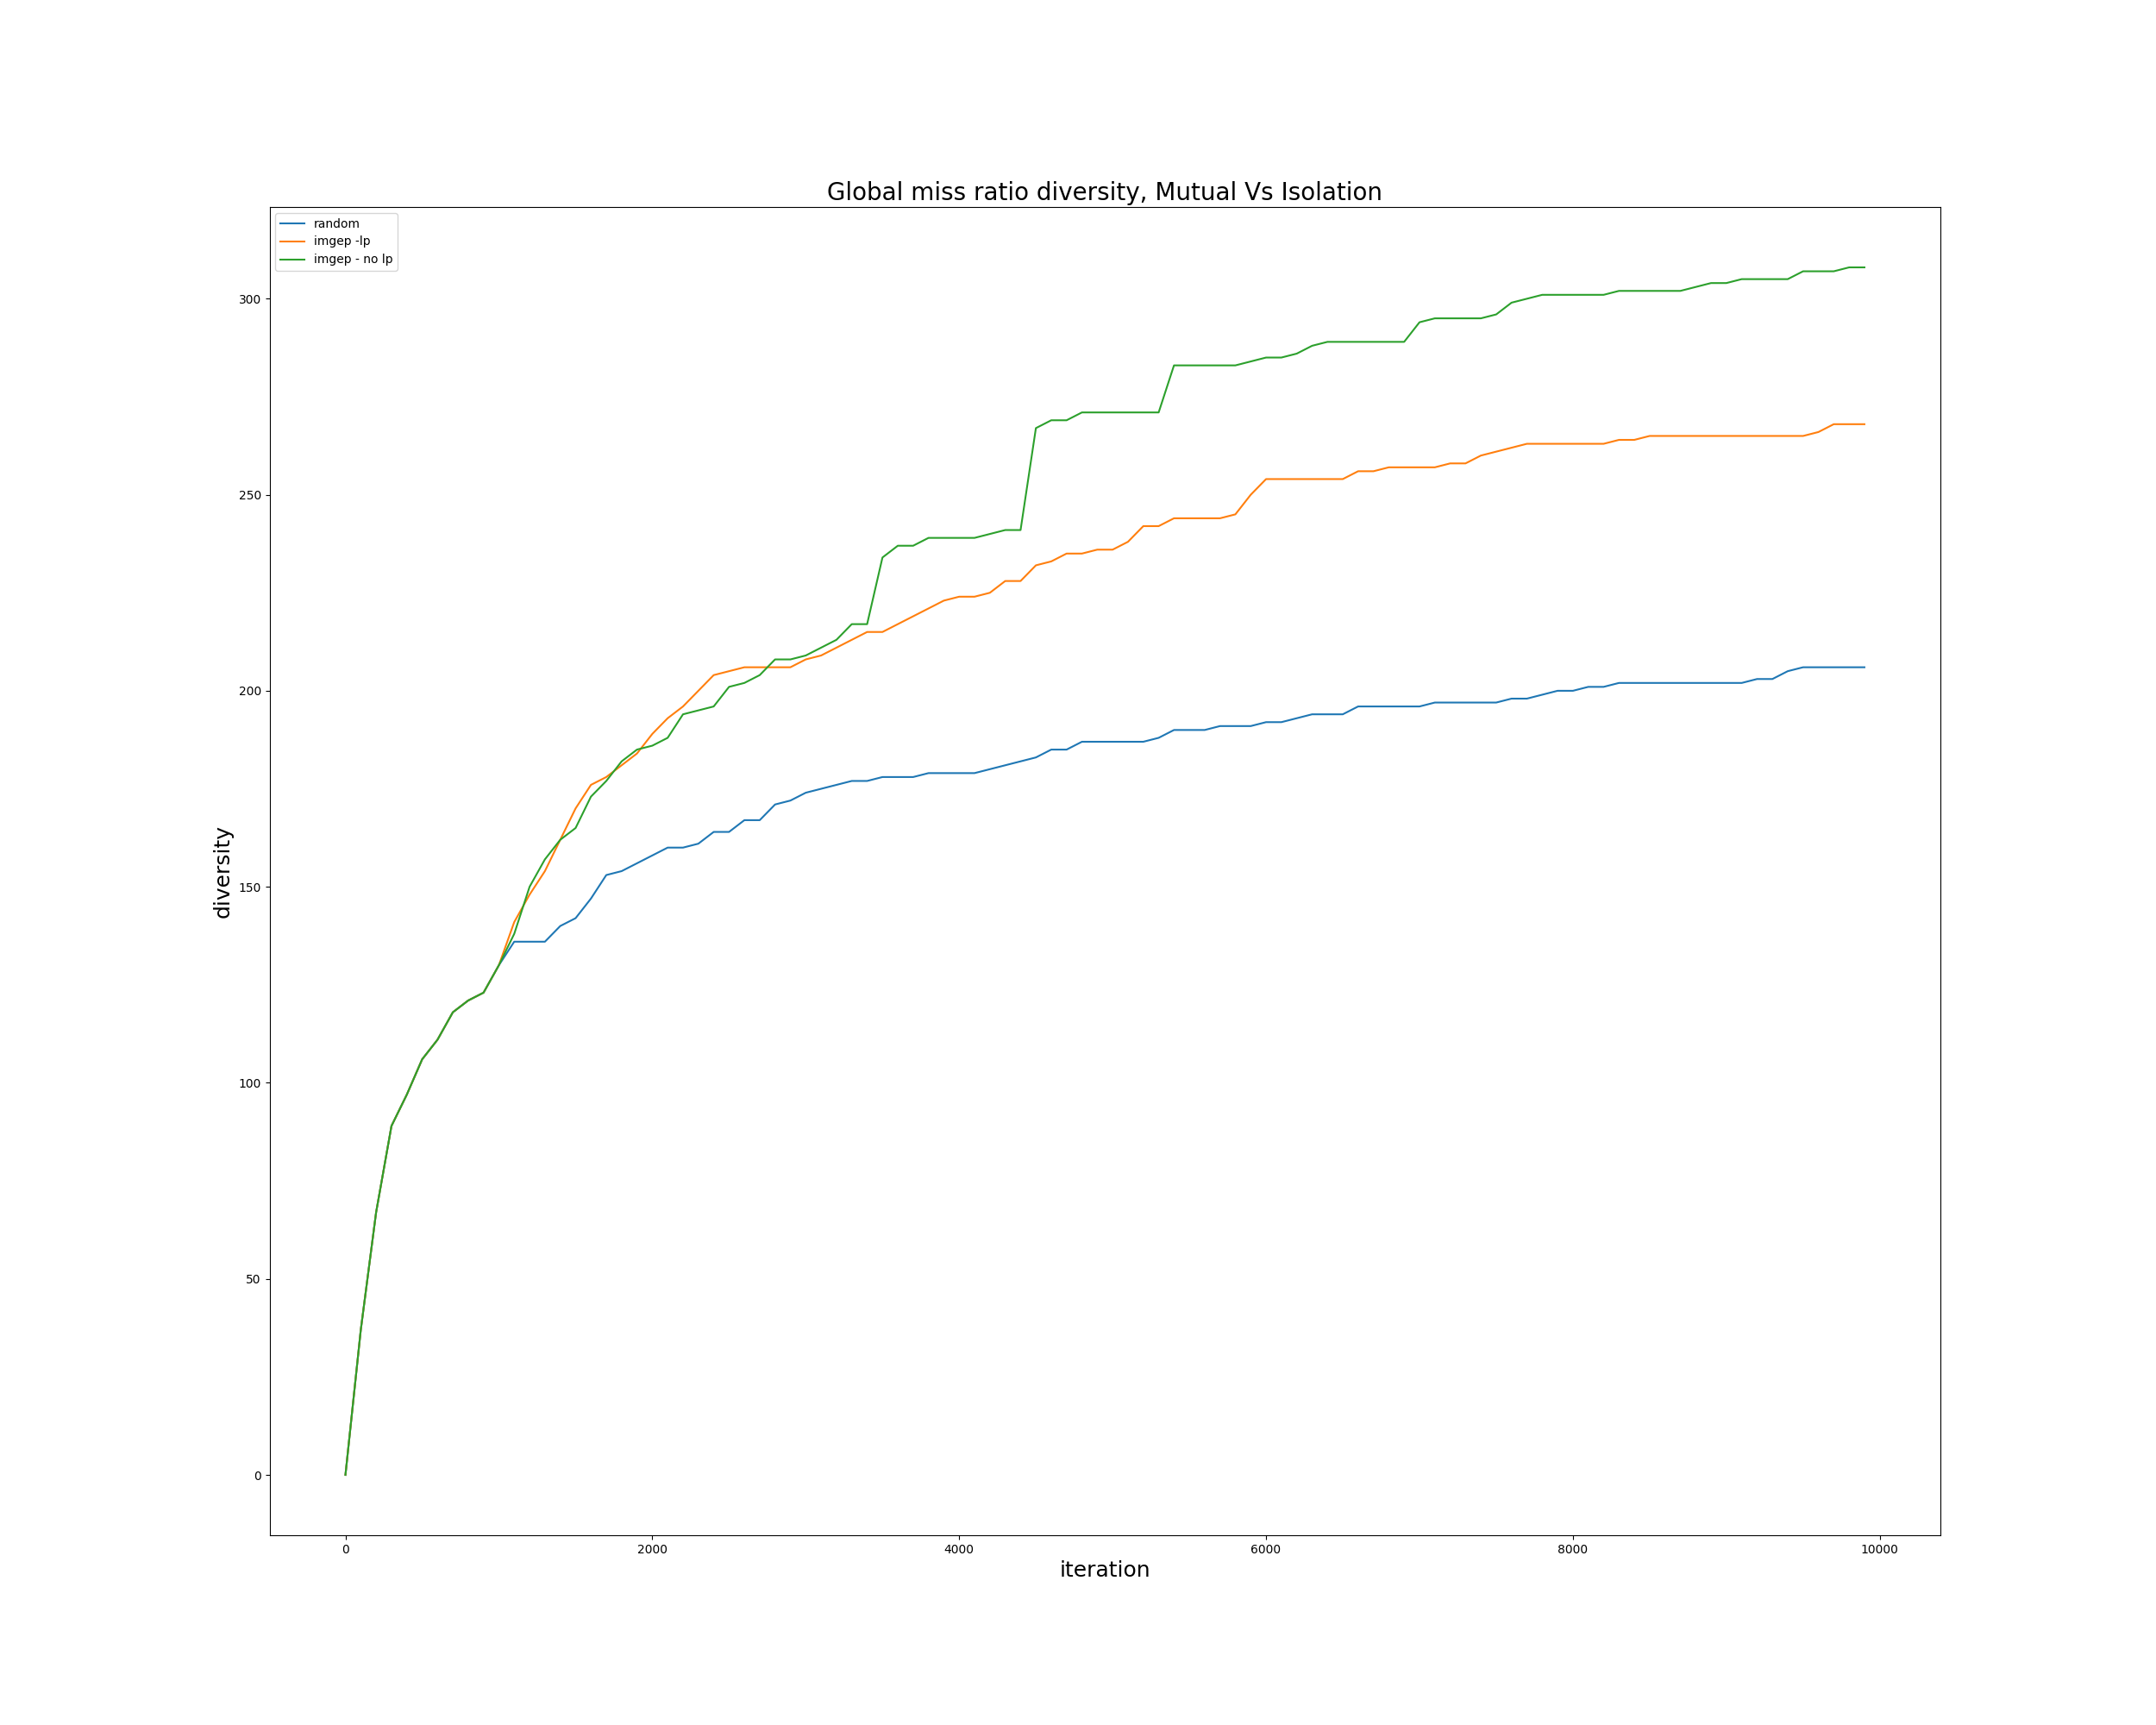 Global miss ratio diversity, Mutual Vs Isolation
random
imgep -lp
imgep - no lp
300
250
200
150
100
50
0
diversity
0 2000 4000 6000 8000 10000
iteration